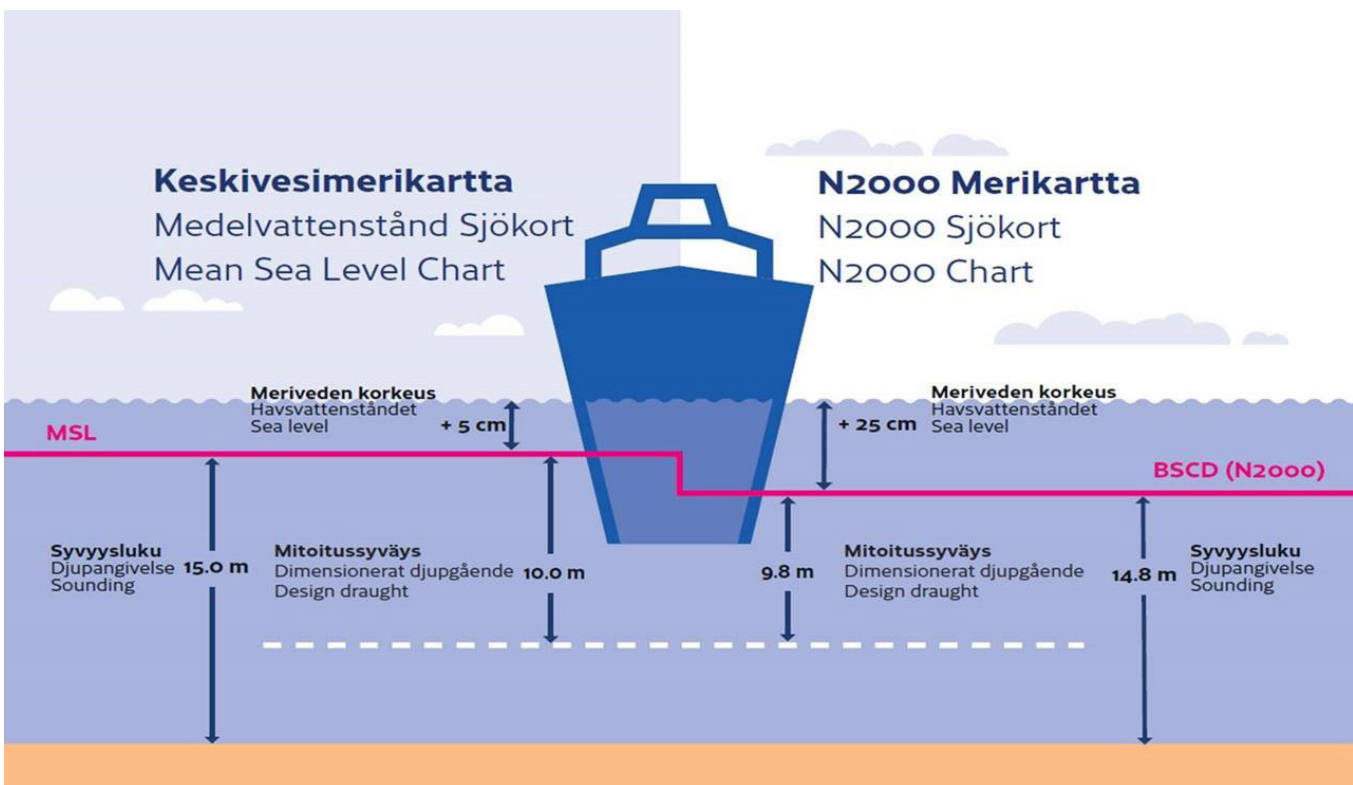 Keskivesimerikartta
Medelvattenstånd Sjökort
Mean Sea Level Chart
N2000 Merikartta
N2000 Sjökort
N2000 Chart
Meriveden korkeus
Havsvattenståndet
Sea level
+ 5 cm
+ 25 cm
Meriveden korkeus
Havsvattenståndet
Sea level
MSL
BSCD (N2000)
Syvyysluku
Djupangivelse
Sounding
15.0 m
Mitoitussyväys
Dimensionerat djupgående
Design draught
10.0 m
9.8 m
Mitoitussyväys
Dimensionerat djupgående
Design draught
14.8 m
Syvyysluku
Djupangivelse
Sounding